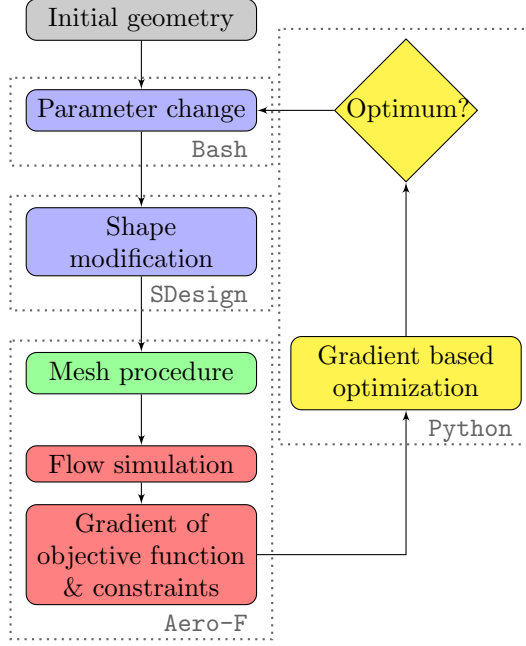 Initial geometry
Parameter change
Bash
Shape
modification
SDesign
Mesh procedure
Flow simulation
Gradient of
objective function
& constraints
Aero-F
Optimum?
Gradient based
optimization
Python